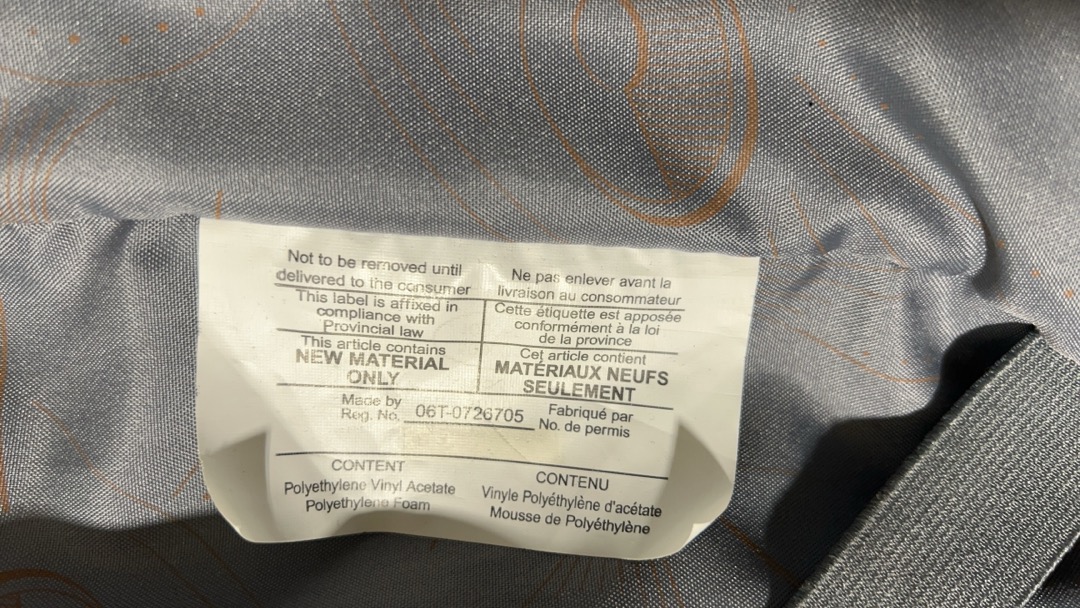 Not to be removed until
delivered to the consumer
This label is affixed in
compliance with
Provincial law
This article contains
NEW MATERIAL
ONLY
Ne pas enlever avant la
livraison au consommateur
Cette étiquette est apposée
conformément à la loi
de la province
Cet article contient
MATÉRIAUX NEUFS
SEULEMENT
Made by
Reg. No.
06T-0726705
Fabriqué par
No. de permis
CONTENT
Polyethylene Vinyl Acetate
Polyethylene Foam
CONTENU
Vinyle Polyéthylène d'acétate
Mousse de Polyéthylène